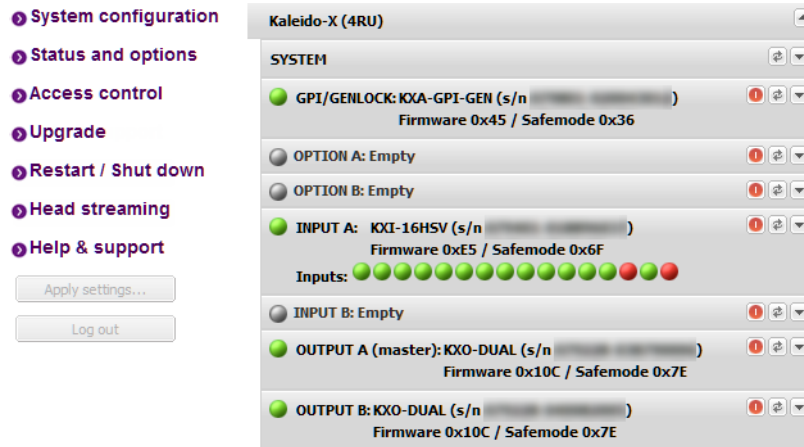 System configuration
Status and options
Access control
Upgrade
Restart / Shut down
Head streaming
Help & support
Apply settings...
Log out
Kaleido-X (4RU)
SYSTEM
GPI/GENLOCK: KXA-GPI-GEN (s/n )
Firmware 0x45 / Safemode 0x36
OPTION A: Empty
OPTION B: Empty
INPUT A: KXI-16HSV (s/n )
Firmware 0xE5 / Safemode 0x6F
Inputs:
INPUT B: Empty
OUTPUT A (master): KXO-DUAL (s/n )
Firmware 0x10C / Safemode 0x7E
OUTPUT B: KXO-DUAL (s/n )
Firmware 0x10C / Safemode 0x7E